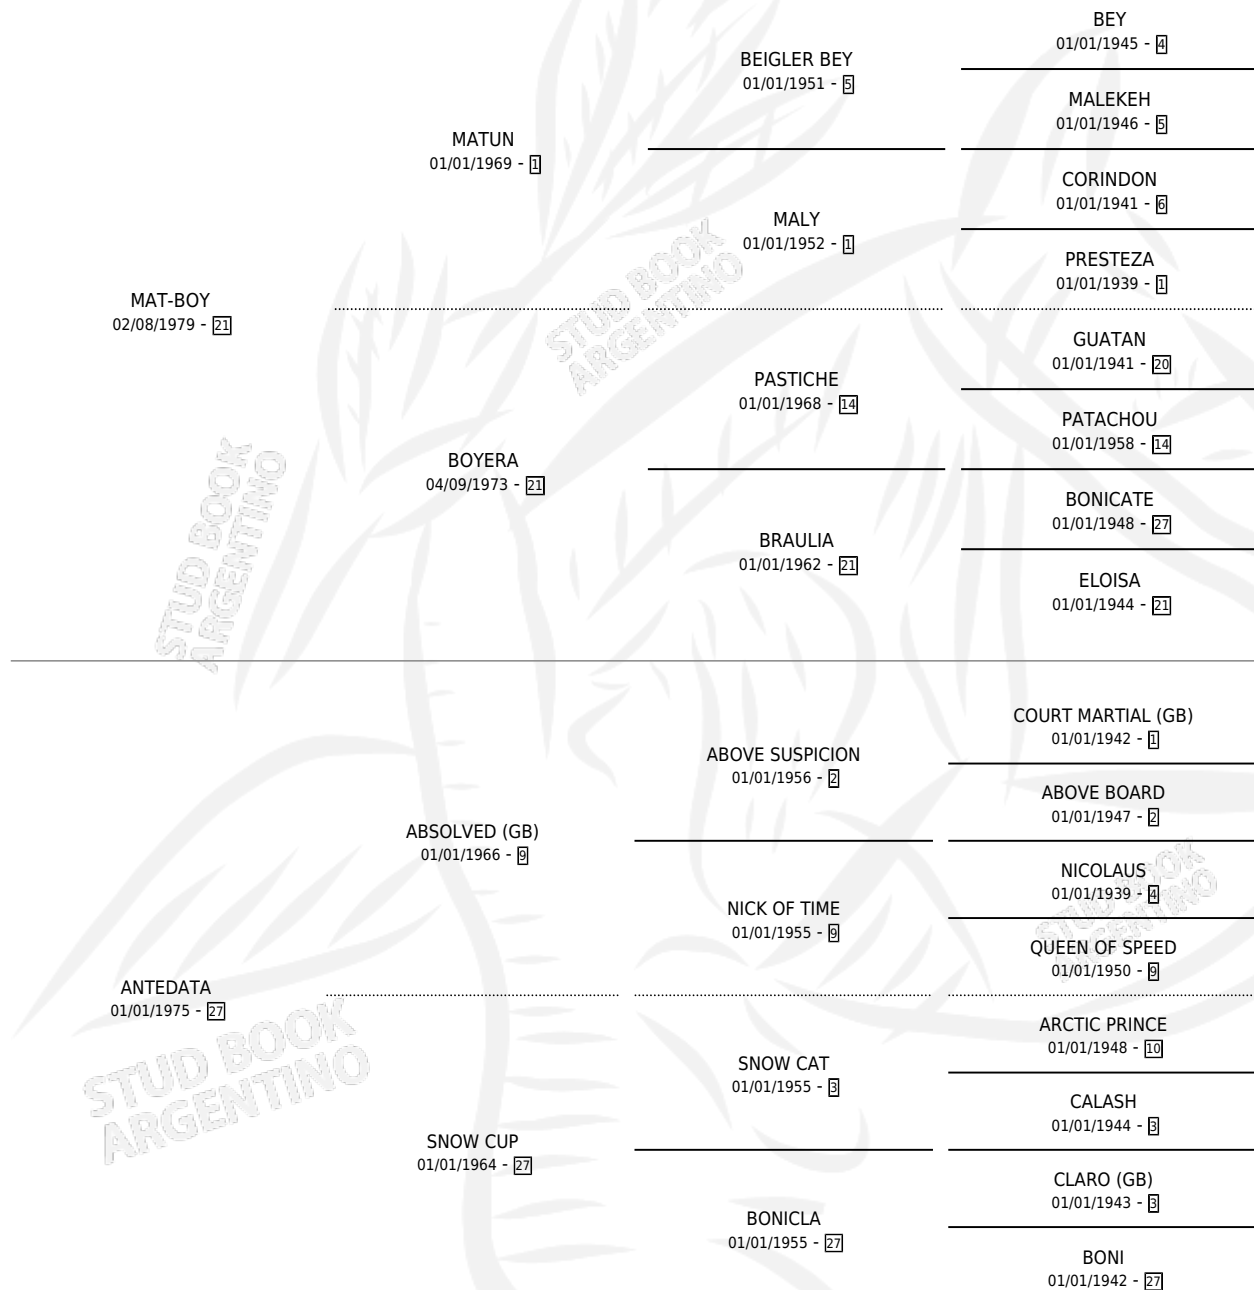 BEY
01/01/1945 - 4
BEIGLER BEY
01/01/1951 - 5
MALEKEH
01/01/1946 - 5
MATUN
01/01/1969 - 1
CORINDON
01/01/1941 - 6
MALY
01/01/1952 - 1
PRESTEZA
01/01/1939 - 1
MAT-BOY
02/08/1979 - 21
GUATAN
01/01/1941 - 20
PASTICHE
01/01/1968 - 14
PATACHOU
01/01/1958 - 14
BOYERA
04/09/1973 - 21
BONICATE
01/01/1948 - 27
BRAULIA
01/01/1962 - 21
ELOISA
01/01/1944 - 21
COURT MARTIAL (GB)
01/01/1942 - 1
ABOVE SUSPICION
01/01/1956 - 2
ABOVE BOARD
01/01/1947 - 2
ABSOLVED (GB)
01/01/1966 - 9
NICOLAUS
01/01/1939 - 4
NICK OF TIME
01/01/1955 - 9
QUEEN OF SPEED
01/01/1950 - 9
ANTEDATA
01/01/1975 - 27
ARCTIC PRINCE
01/01/1948 - 10
SNOW CAT
01/01/1955 - 3
CALASH
01/01/1944 - 3
SNOW CUP
01/01/1964 - 27
CLARO (GB)
01/01/1943 - 3
BONICLA
01/01/1955 - 27
BONI
01/01/1942 - 27
STUD BOOK
ARGENTINO
STUD BOOK
ARGENTINO
STUD BOOK
ARGENTINO
STUD BOOK
ARGENTINO